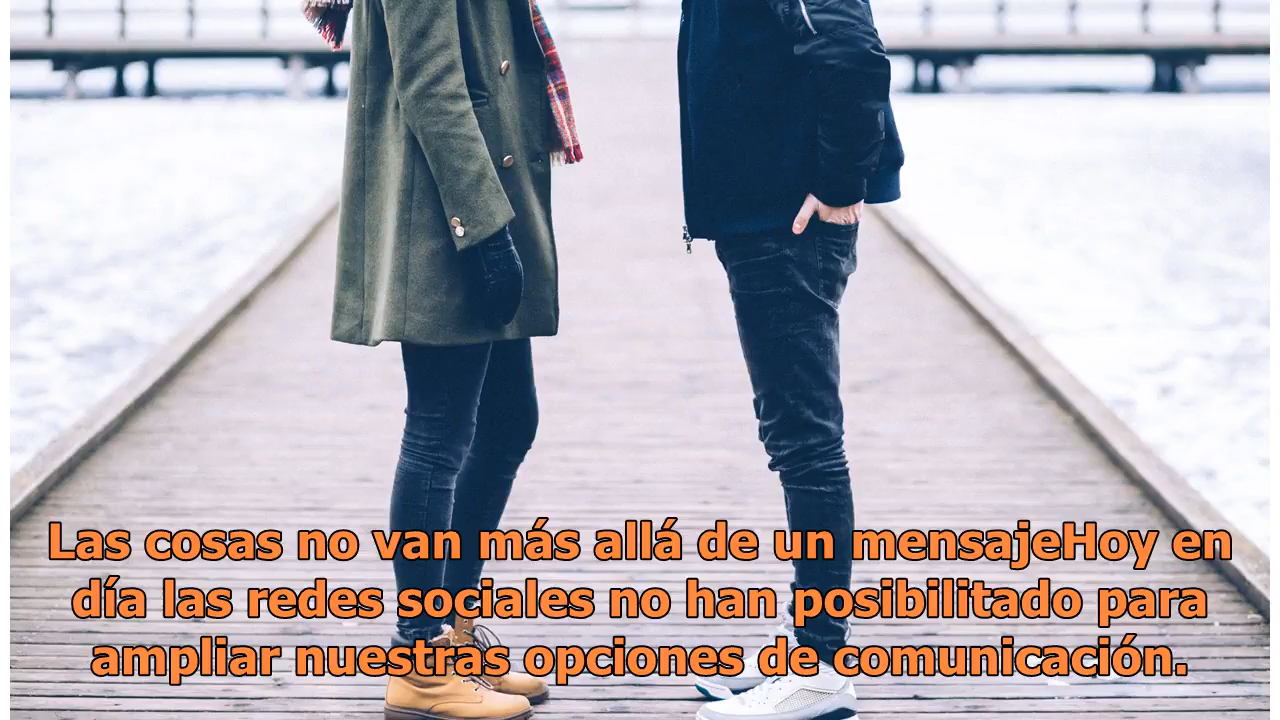 Las cosas no van más allá de un mensajeHoy en
día las redes sociales no han posibilitado para
ampliar nuestras opciones de comunicación.